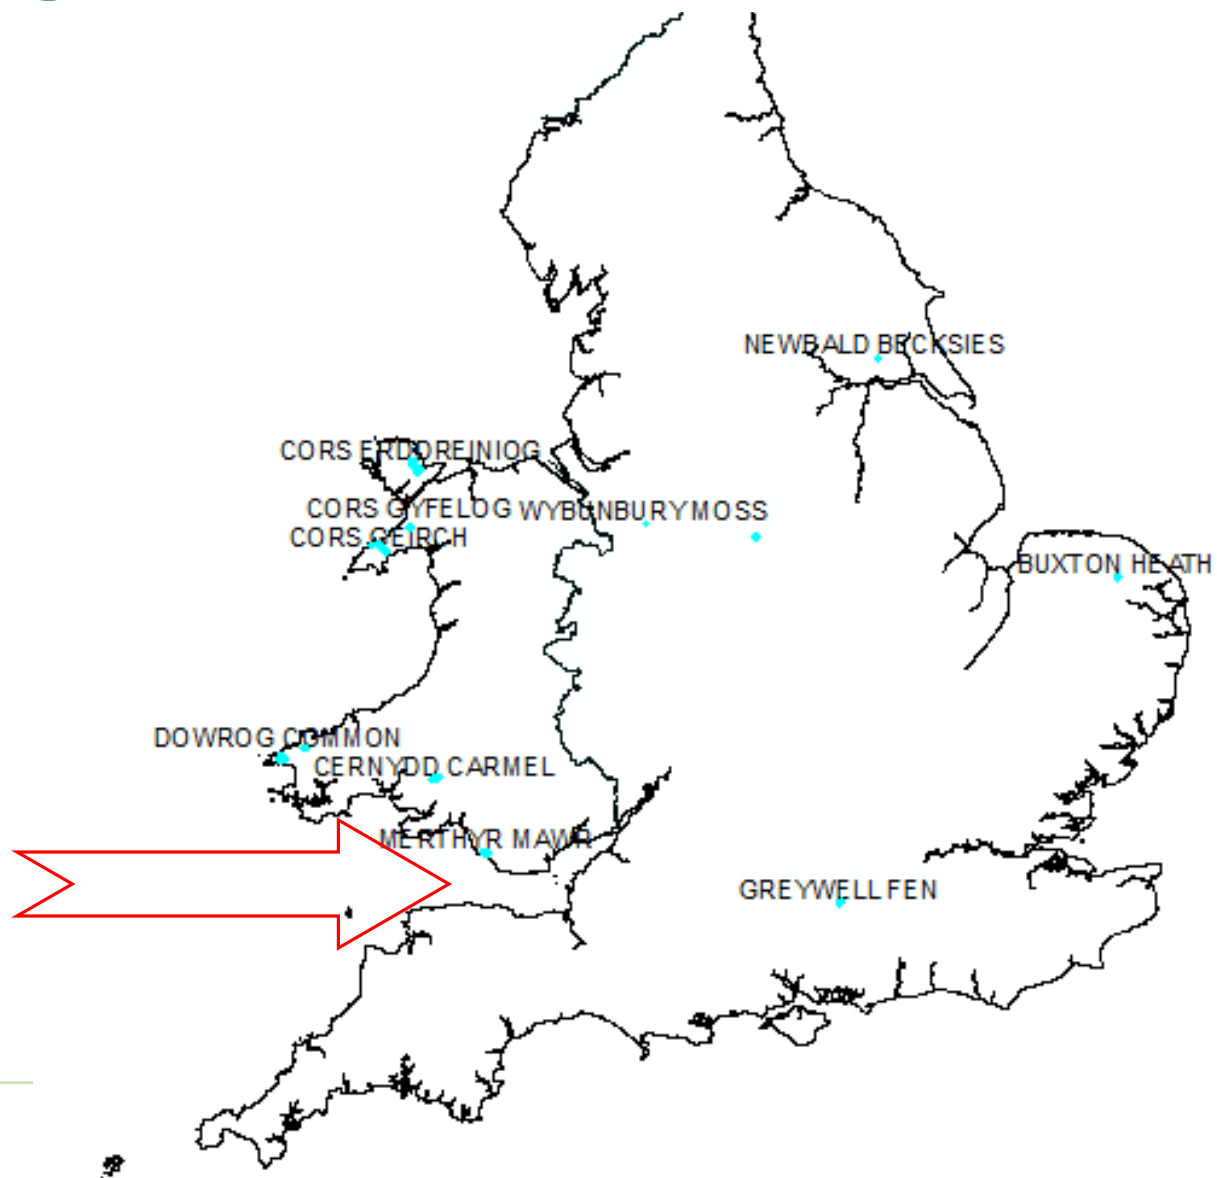 NEWBALD BECKSIES
CORS ERDDREINIOG
CORS GYFELOG
WYBUNBURY MOSS
CORS GEIRCH
BUXTON HEATH
DOWROG COMMON
CERNYDD CARMEL
MERTHYR MAWR
GREYWELL FEN